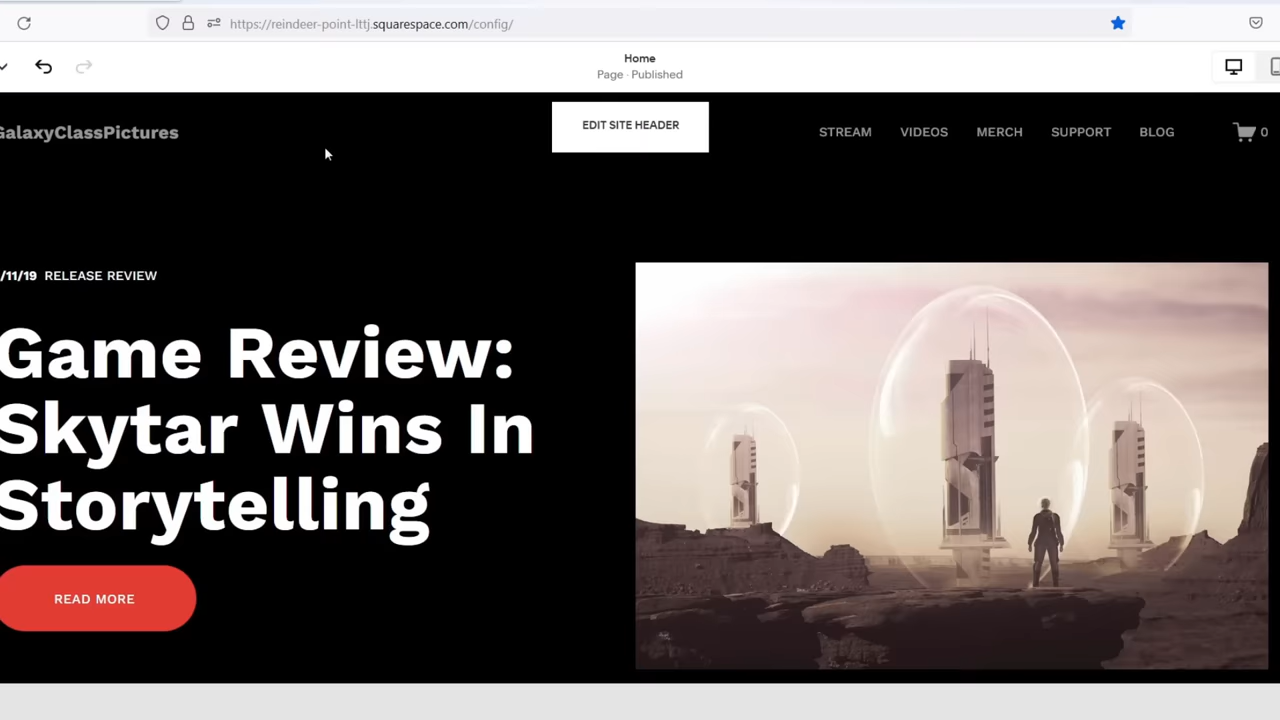 https://reindeer-point-lttj.squarespace.com/config/
Home
Page · Published
GalaxyClassPictures
EDIT SITE HEADER
STREAM VIDEOS MERCH SUPPORT BLOG 0
/11/19 RELEASE REVIEW
Game Review:
Skytar Wins In
Storytelling
READ MORE